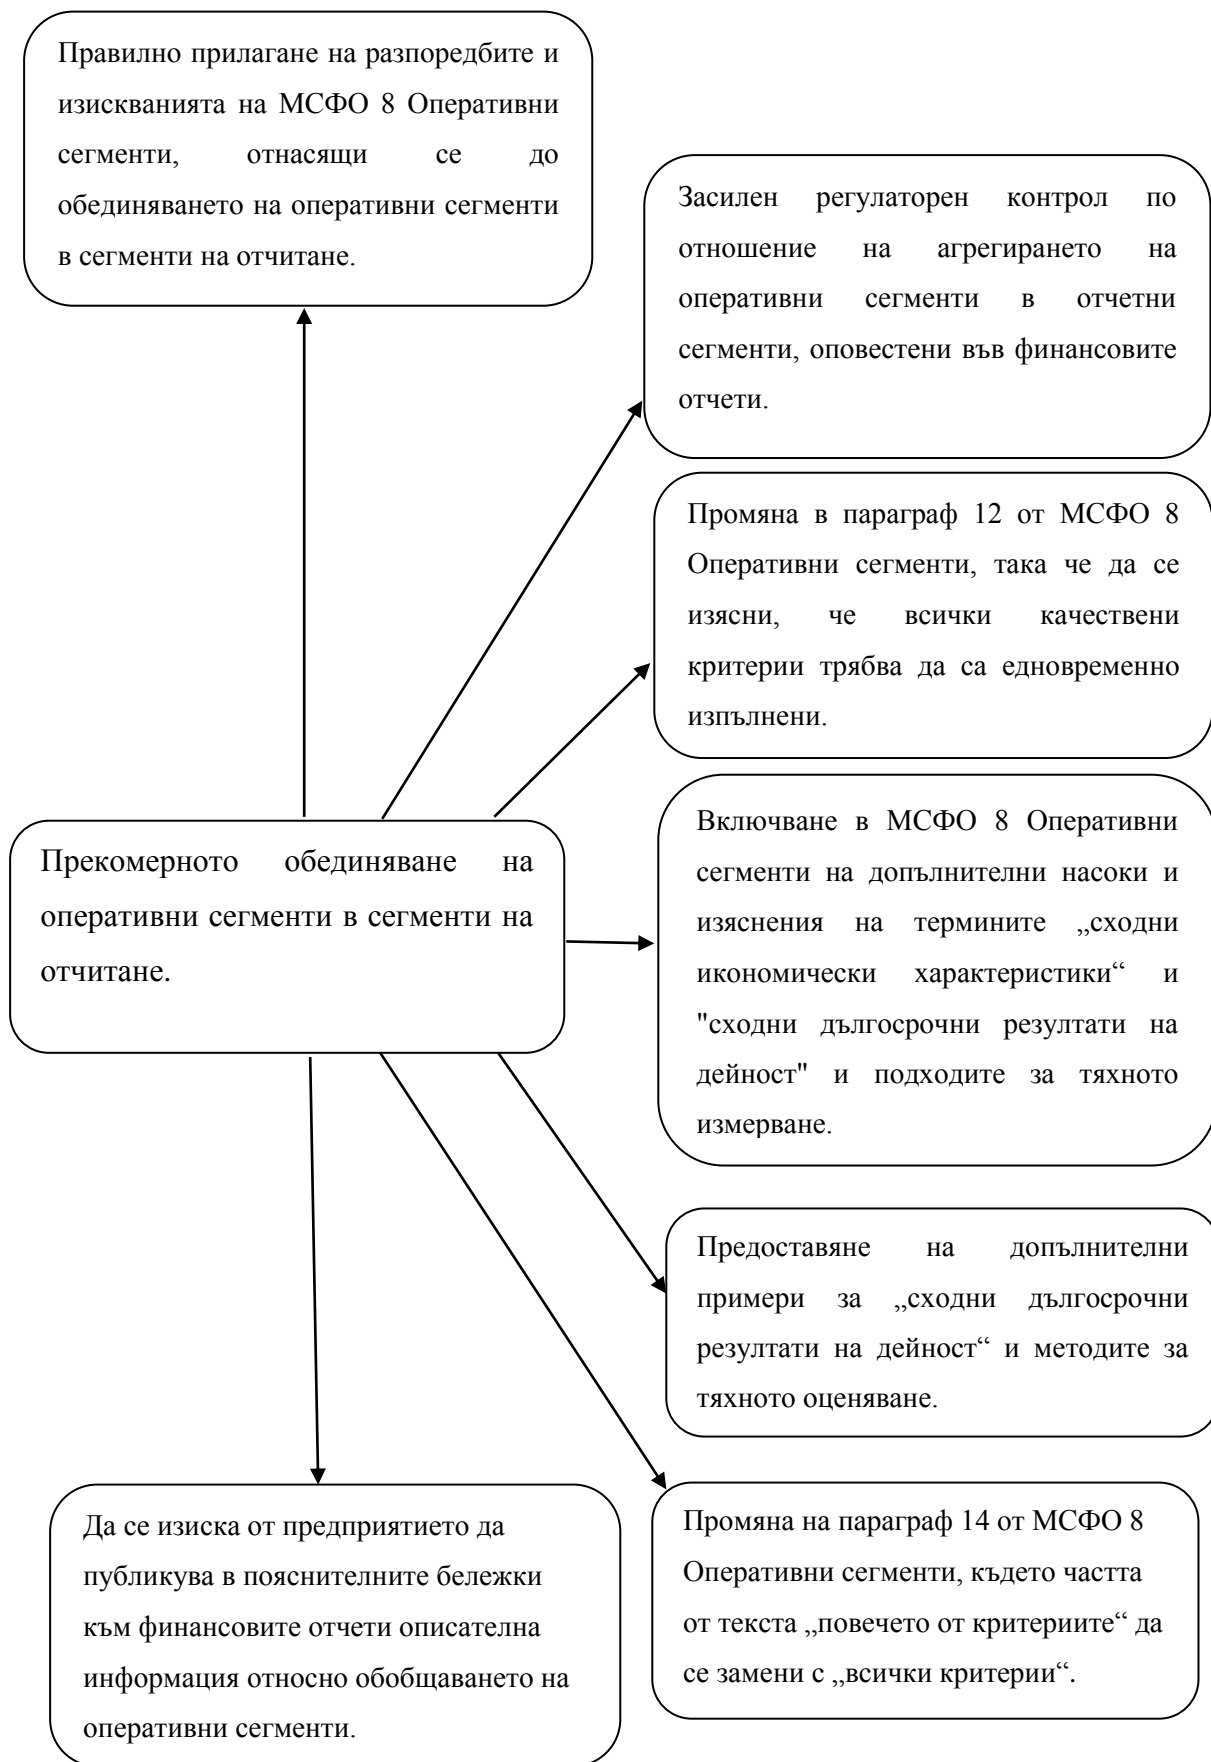 Правилно прилагане на разпоредбите и
изискванията на МСФО 8 Оперативни
сегменти, отнасящи се до
обединяването на оперативни сегменти
в сегменти на отчитане.
Засилен регулаторен контрол по
отношение на агрегирането на
оперативни сегменти в отчетни
сегменти, оповестени във финансовите
отчети.
Промяна в параграф 12 от МСФО 8
Оперативни сегменти, така че да се
изясни, че всички качествени
критерии трябва да са едновременно
изпълнени.
Прекомерното обединяване на
оперативни сегменти в сегменти на
отчитане.
Включване в МСФО 8 Оперативни
сегменти на допълнителни насоки и
изяснения на термините „сходни
икономически характеристики“ и
"сходни дългосрочни резултати на
дейност" и подходите за тяхното
измерване.
Предоставяне на допълнителни
примери за „сходни дългосрочни
резултати на дейност“ и методите за
тяхното оценяване.
Промяна на параграф 14 от МСФО 8
Оперативни сегменти, където частта
от текста „повечето от критериите“ да
се замени с „всички критерии“.
Да се изиска от предприятието да
публикува в пояснителните бележки
към финансовите отчети описателна
информация относно обобщаването на
оперативни сегменти.